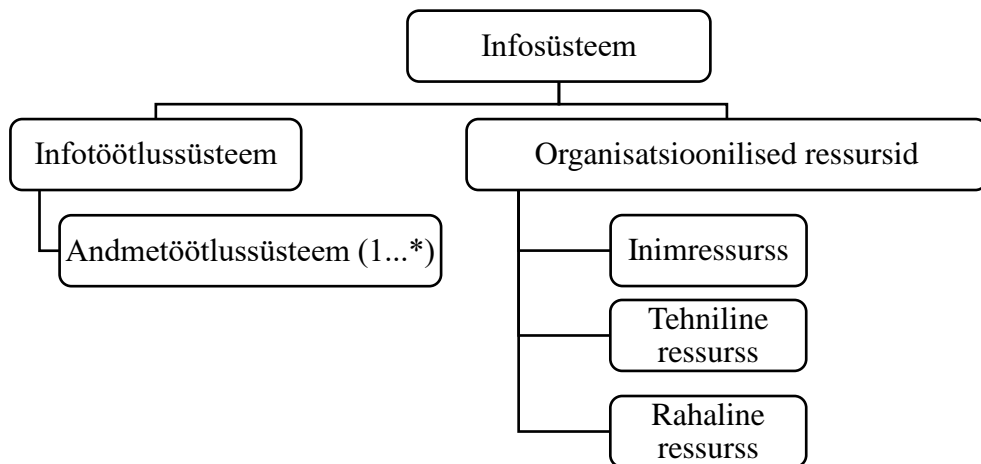 Infosüsteem
Infotöötlussüsteem
Organisatsioonilised ressursid
Andmetöötlussüsteem (1...*)
Inimressurss
Tehniline
ressurss
Rahaline
ressurss